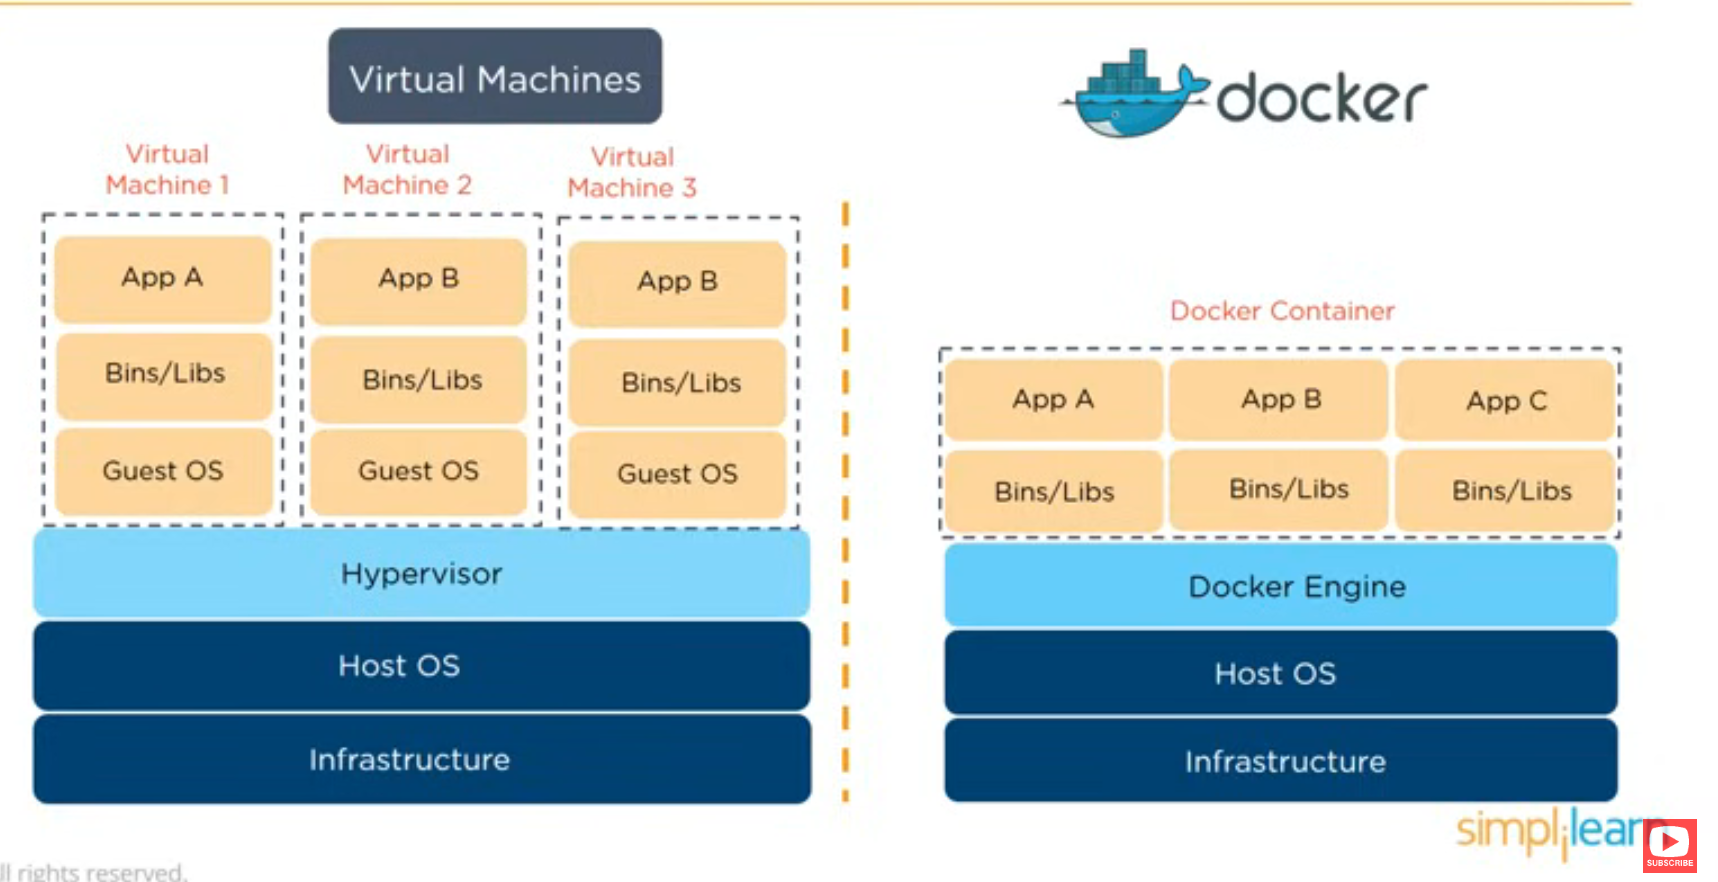 Virtual Machines
docker
Virtual
Machine 1
Virtual
Machine 2
Virtual
Machine 3
App A
App B
App B
Bins/Libs
Bins/Libs
Bins/Libs
Guest OS
Guest OS
Guest OS
Hypervisor
Host OS
Infrastructure
Docker Container
App A
App B
App C
Bins/Libs
Bins/Libs
Bins/Libs
Docker Engine
Host OS
Infrastructure
simplilearn
SUBSCRIBE
ll rights reserved.